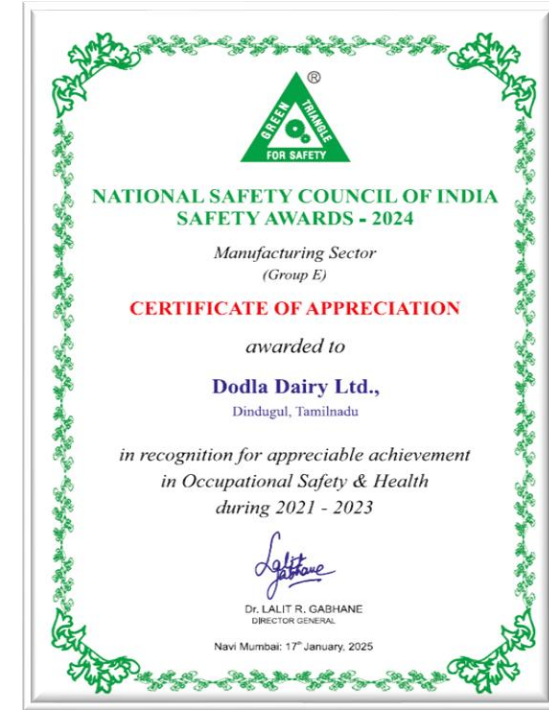 ®
GREEN TRIANGLE
FOR SAFETY
NATIONAL SAFETY COUNCIL OF INDIA
SAFETY AWARDS - 2024
Manufacturing Sector
(Group E)
CERTIFICATE OF APPRECIATION
awarded to
Dodla Dairy Ltd.,
Dindugul, Tamilnadu
in recognition for appreciable achievement
in Occupational Safety & Health
during 2021 - 2023
Lalit
Gabhane
Dr. LALIT R. GABHANE
DIRECTOR GENERAL
Navi Mumbai: 17th January, 2025